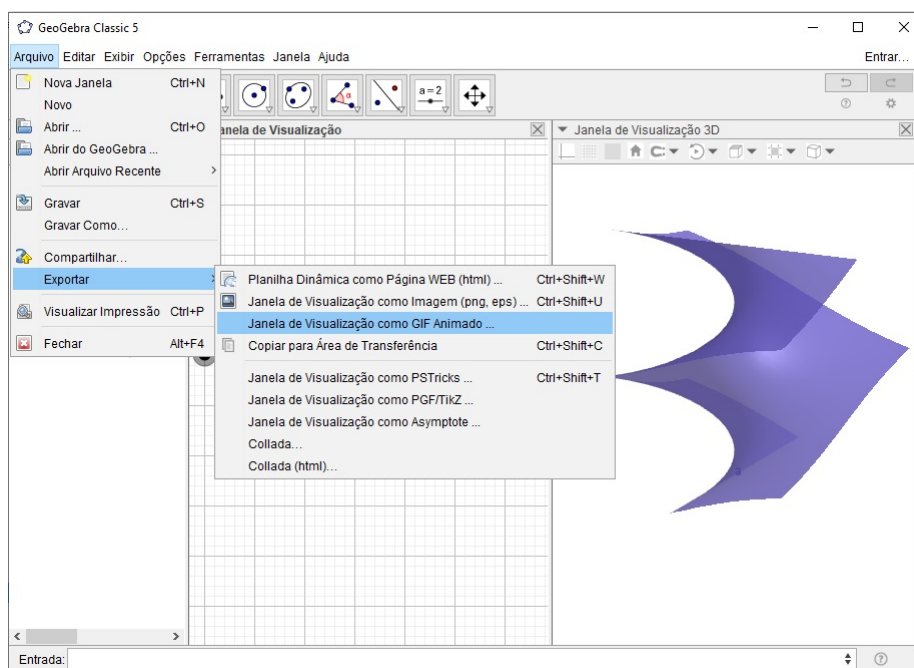 GeoGebra Classic 5
Arquivo Editar Exibir Opções Ferramentas Janela Ajuda Entrar...
Nova Janela Ctrl+N
Novo
Abrir ... Ctrl+O
Abrir do GeoGebra ...
Abrir Arquivo Recente
Gravar Ctrl+S
Gravar Como...
Compartilhar...
Exportar
Visualizar Impressão Ctrl+P
Fechar Alt+F4
a=2
anela de Visualização
Janela de Visualização 3D
Planilha Dinâmica como Página WEB (html) ... Ctrl+Shift+W
Janela de Visualização como Imagem (png, eps) ... Ctrl+Shift+U
Janela de Visualização como GIF Animado ...
Copiar para Área de Transferência Ctrl+Shift+C
Janela de Visualização como PSTricks ... Ctrl+Shift+T
Janela de Visualização como PGF/TikZ ...
Janela de Visualização como Asymptote ...
Collada...
Collada (html)...
Entrada: